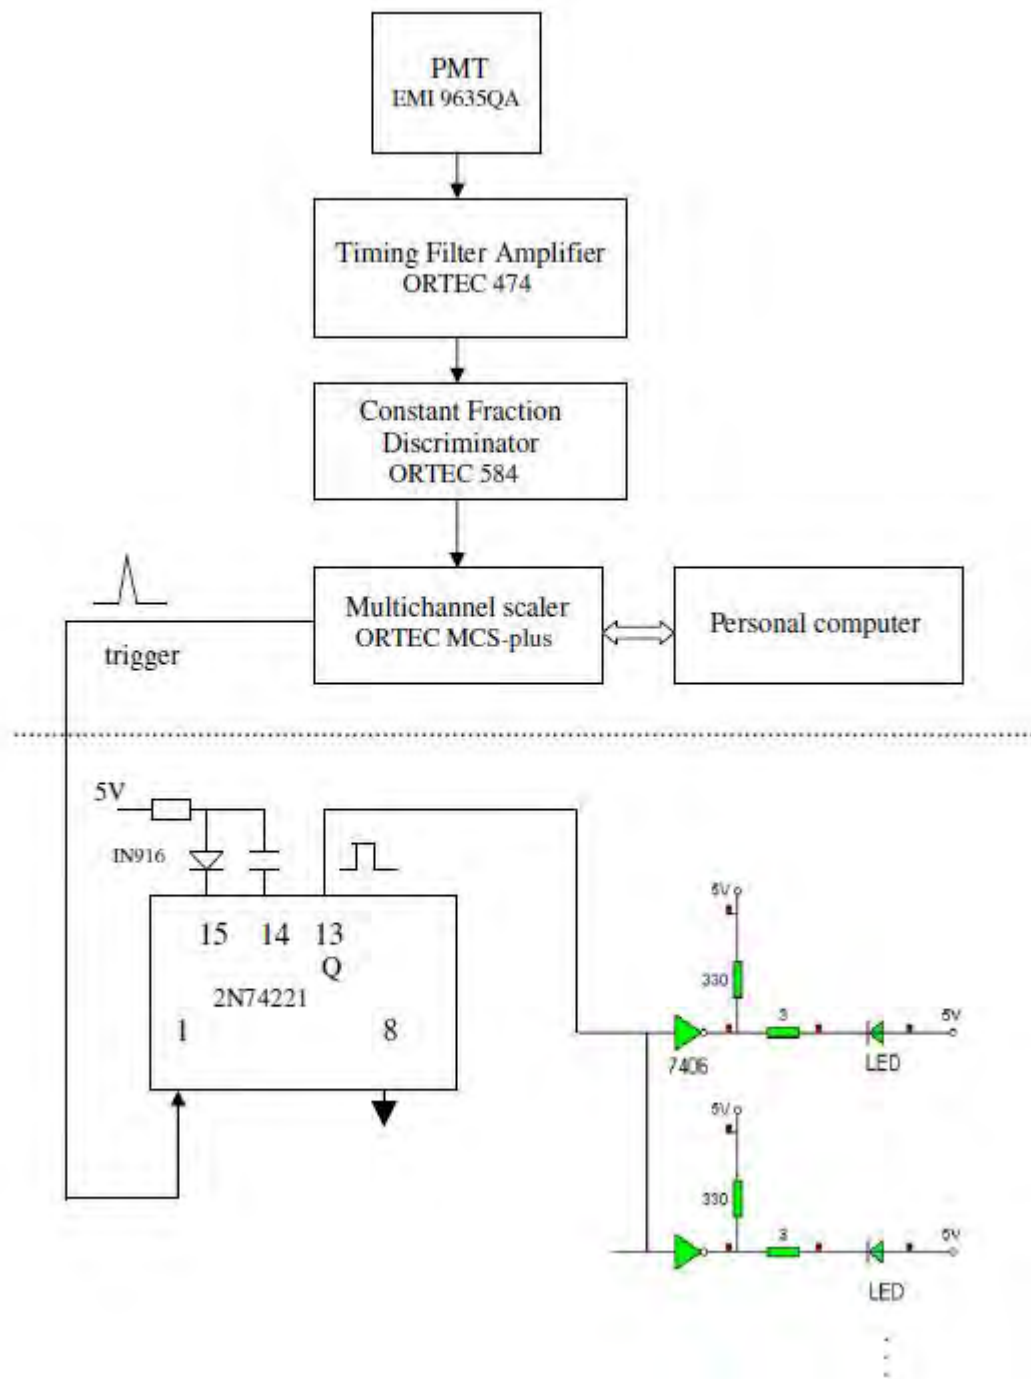 PMT
EMI 9635QA
Timing Filter Amplifier
ORTEC 474
Constant Fraction
Discriminator
ORTEC 584
Multichannel scaler
ORTEC MCS-plus
Personal computer
trigger
5V
IN916
15 14 13
Q
2N74221
1 8
5V
330
3
5V
7406
LED
5V
330
3
5V
LED